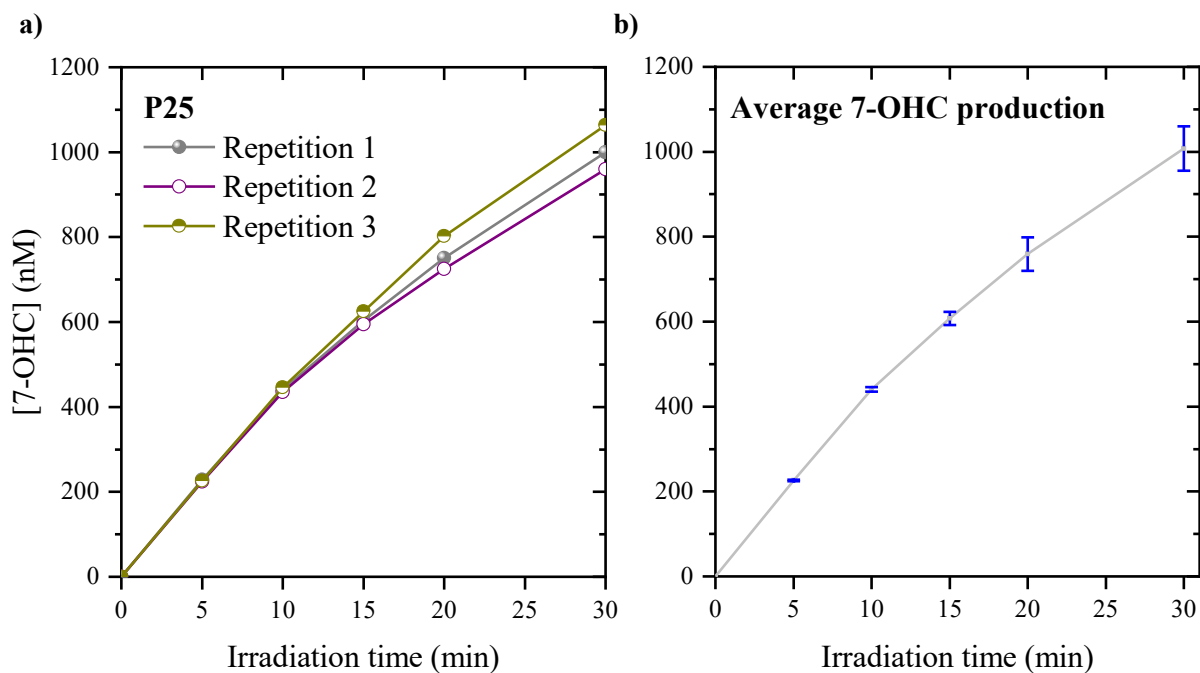 a)
1200
1000
800
600
400
200
0
[7-OHC] (nM)
P25
Repetition 1
Repetition 2
Repetition 3
0 5 10 15 20 25 30
Irradiation time (min)
b)
1200
1000
800
600
400
200
0
Average 7-OHC production
0 5 10 15 20 25 30
Irradiation time (min)